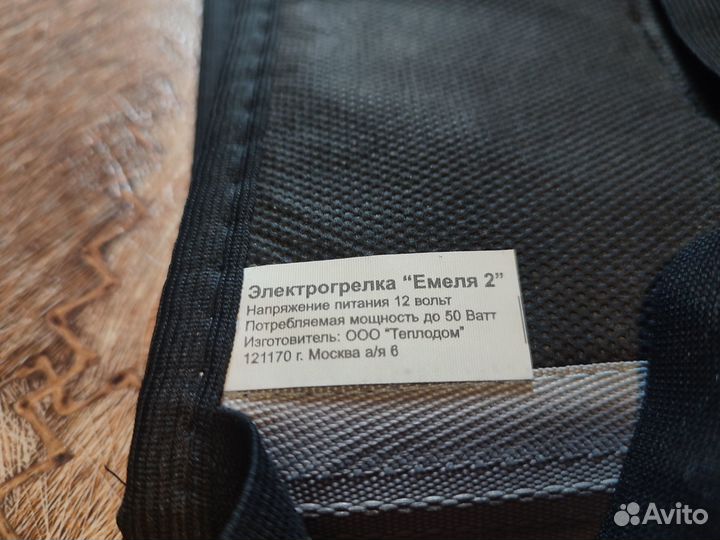 Электрогрелка “Емеля 2”
Напряжение питания 12 вольт
Потребляемая мощность до 50 Ватт
Изготовитель: ООО "Теплодом"
121170 г. Москва а/я 6
Avito